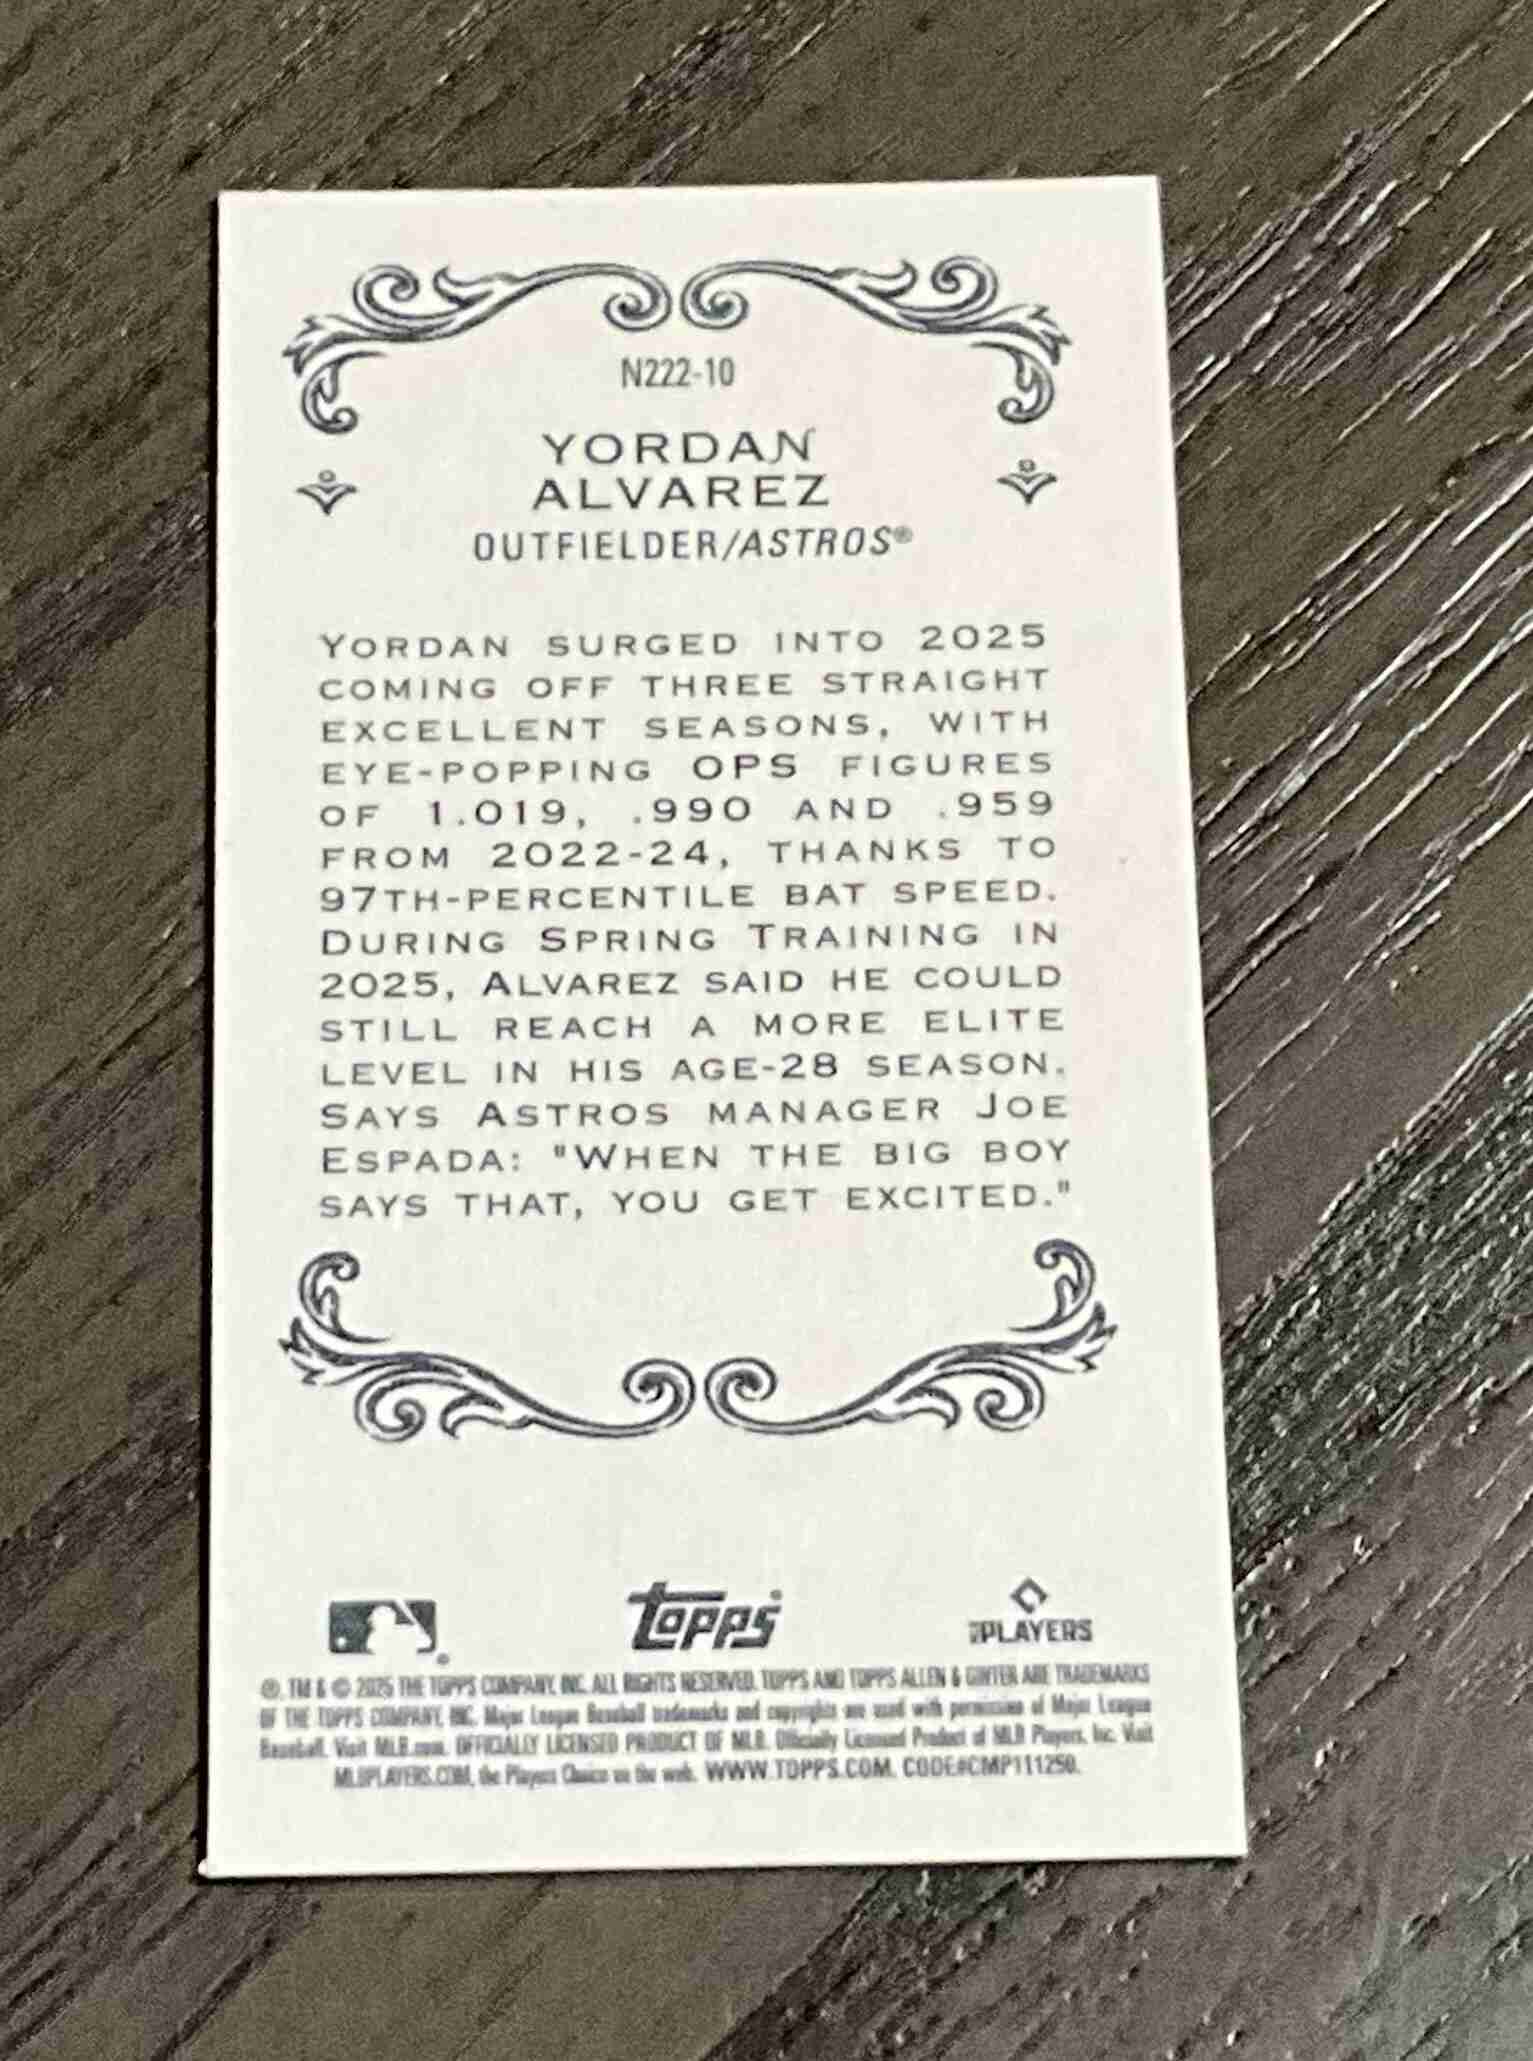 N222-10
YORDAN
ALVAREZ
OUTFIELDER/ASTROS®
YORDAN SURGED INTO 2025
COMING OFF THREE STRAIGHT
EXCELLENT SEASONS, WITH
EYE-POPPING OPS FIGURES
OF 1.019, .990 AND .959
FROM 2022-24, THANKS TO
97TH-PERCENTILE BAT SPEED.
DURING SPRING TRAINING IN
2025, ALVAREZ SAID HE COULD
STILL REACH A MORE ELITE
LEVEL IN HIS AGE-28 SEASON.
SAYS ASTROS MANAGER JOE
ESPADA: "WHEN THE BIG BOY
SAYS THAT, YOU GET EXCITED."
topps PLAYERS
®, TM & © 2025 THE TOPPS COMPANY, INC. ALL RIGHTS RESERVED. TOPPS AND TOPPS ALLEN & GINTER ARE TRADEMARKS
OF THE TOPPS COMPANY, INC. Major League Baseball trademarks and copyrights are used with permission of Major League
Baseball. Visit MLB.com. OFFICIALLY LICENSED PRODUCT OF MLB. Officially Licensed Product of MLB Players, Inc. Visit
MLBPLAYERS.COM, the Players Choice on the web. WWW.TOPPS.COM. CODE#CMP111250.